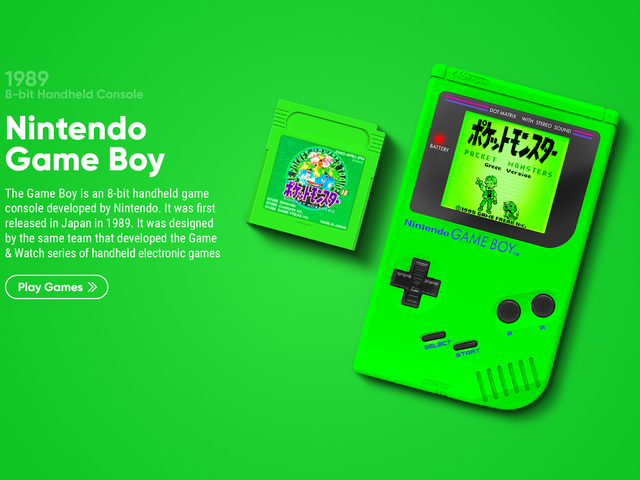 1989
8-bit Handheld Console
Nintendo
Game Boy
The Game Boy is an 8-bit handheld game
console developed by Nintendo. It was first
released in Japan in 1989. It was designed
by the same team that developed the Game
& Watch series of handheld electronic games
Play Games
ポケットモンスター
MADE IN JAPAN
DOT MATRIX WITH STEREO SOUND
BATTERY
ポケットモンスター
POCKET MONSTERS
Green Version
©1995 GAME FREAK inc.
Nintendo GAME BOY TM
B
A
SELECT
START